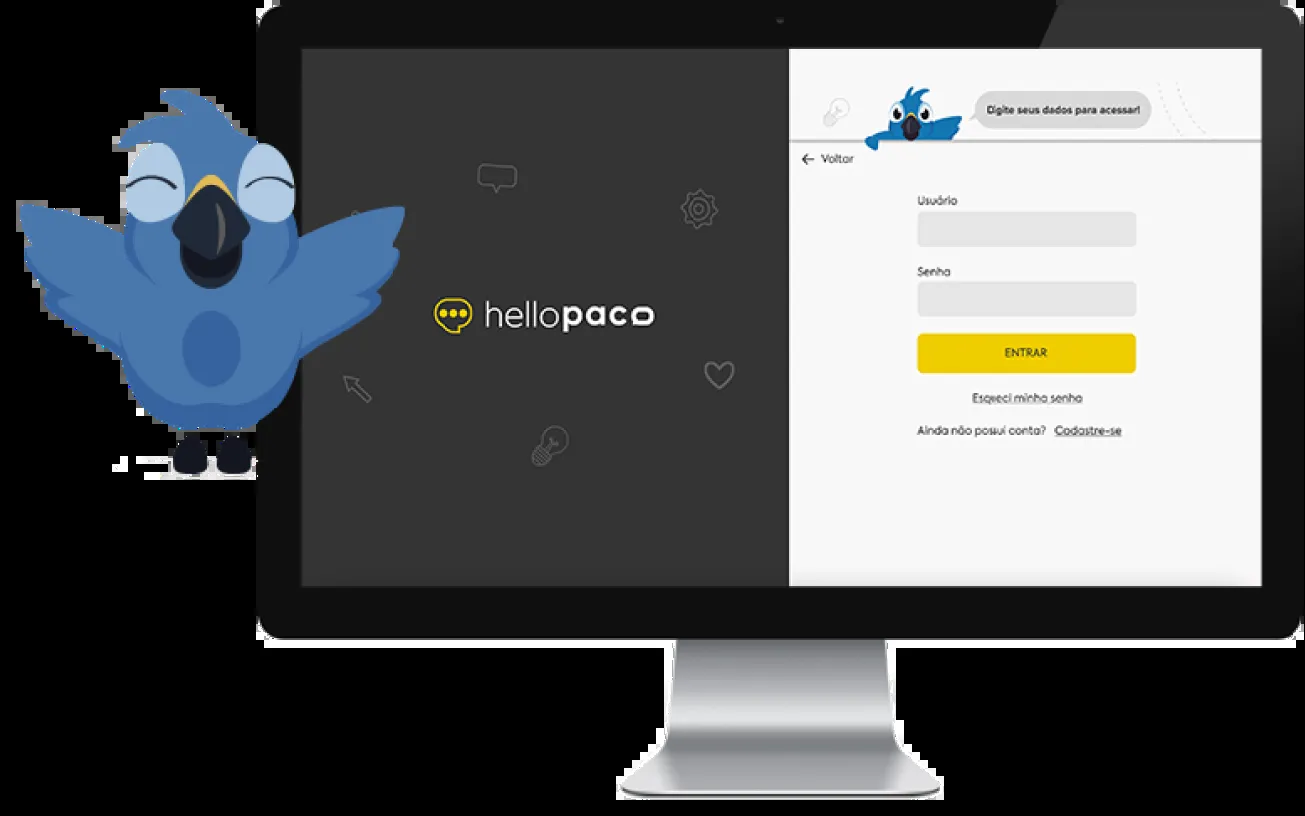 hellopaco
Digite seus dados para acessar!
← Voltar
Usuário
Senha
ENTRAR
Esqueci minha senha
Ainda não possui conta? Cadastre-se